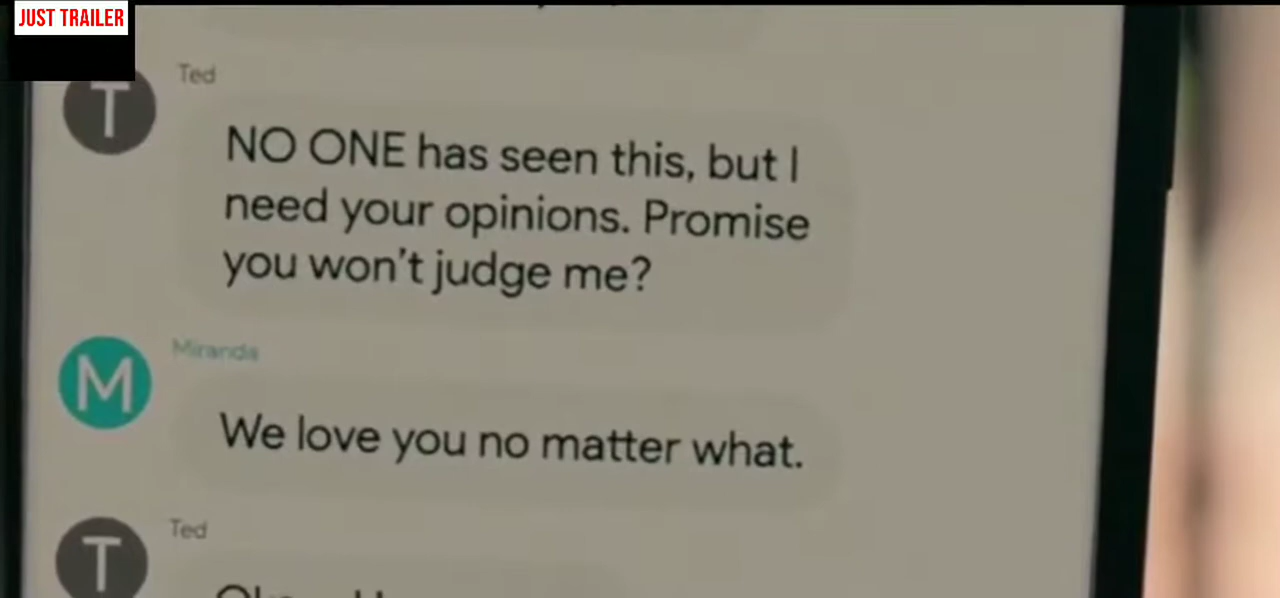 JUST TRAILER
Ted
T
NO ONE has seen this, but I
need your opinions. Promise
you won't judge me?
Miranda
M
We love you no matter what.
Ted
T